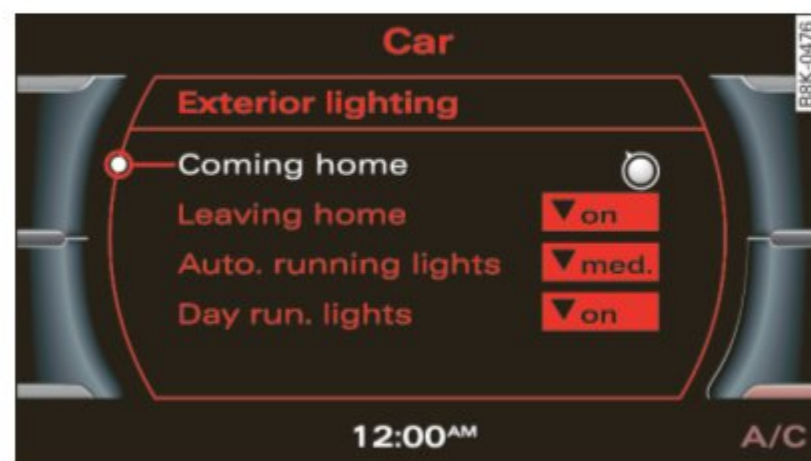 Car
B8K-0476
Exterior lighting
Coming home
Leaving home on
Auto. running lights med.
Day run. lights on
12:00AM
A/C